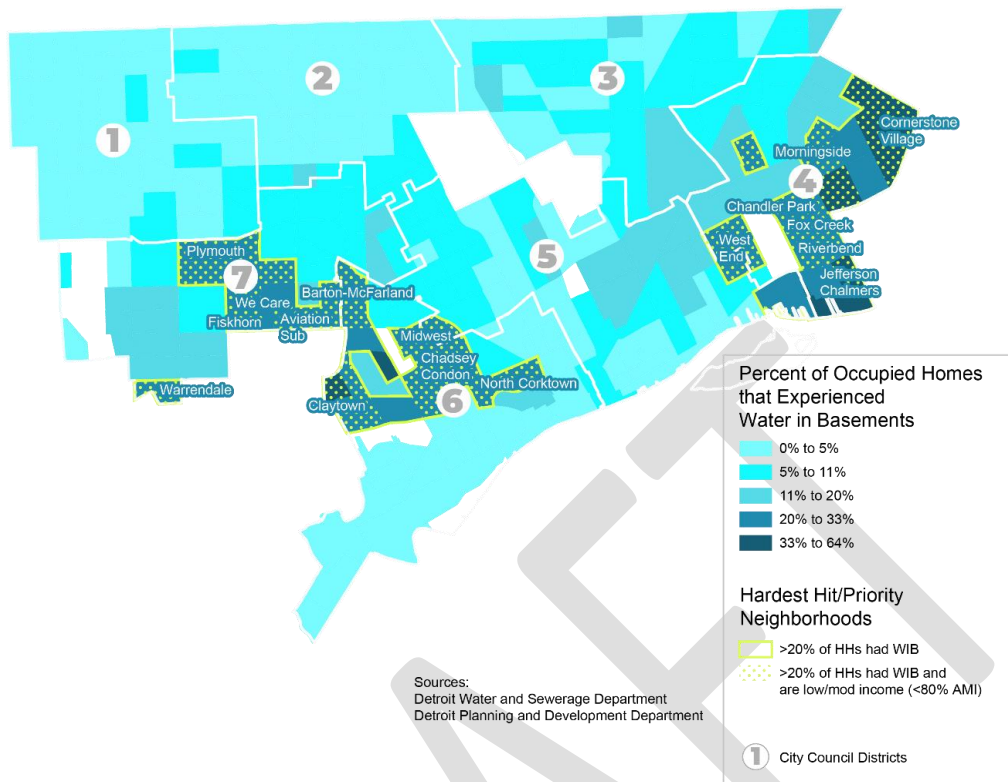 2
3
1
Cornerstone
Village
Morningside
4
Chandler Park
Fox Creek
West
End
Riverbend
Plymouth
5
7
Jefferson
Chalmers
Barton-McFarland
We Care
Fiskhorn
Aviation
Sub
Midwest
Chadsey
Condon
North Corktown
Warrendale
Claytown
6
Percent of Occupied Homes
that Experienced
Water in Basements
0% to 5%
5% to 11%
11% to 20%
20% to 33%
33% to 64%
Hardest Hit/Priority
Neighborhoods
>20% of HHs had WIB
>20% of HHs had WIB and
are low/mod income (<80% AMI)
Sources:
Detroit Water and Sewerage Department
Detroit Planning and Development Department
1 City Council Districts